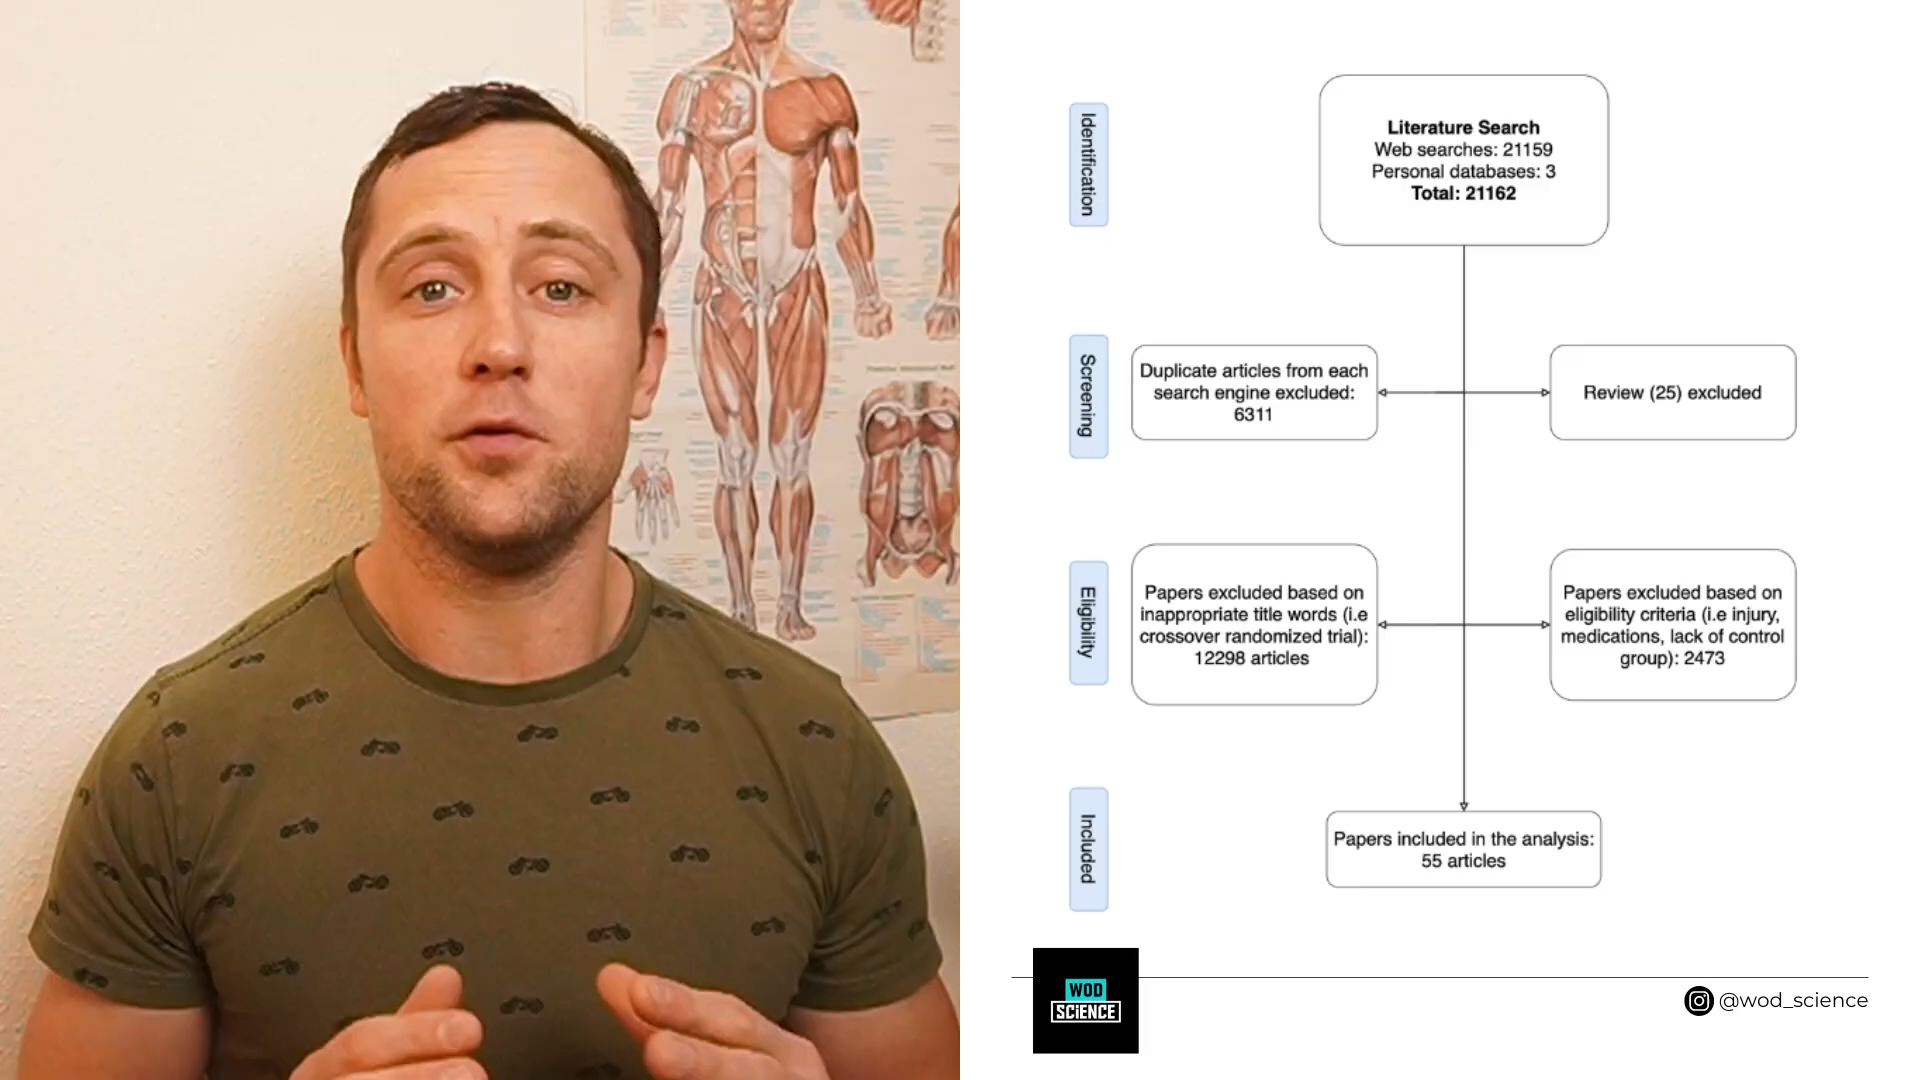 Identification
Literature Search
Web searches: 21159
Personal databases: 3
Total: 21162
Screening
Duplicate articles from each
search engine excluded:
6311
Review (25) excluded
Eligibility
Papers excluded based on
inappropriate title words (i.e
crossover randomized trial):
12298 articles
Papers excluded based on
eligibility criteria (i.e injury,
medications, lack of control
group): 2473
Included
Papers included in the analysis:
55 articles
WOD
SCiENCE
@wod_science